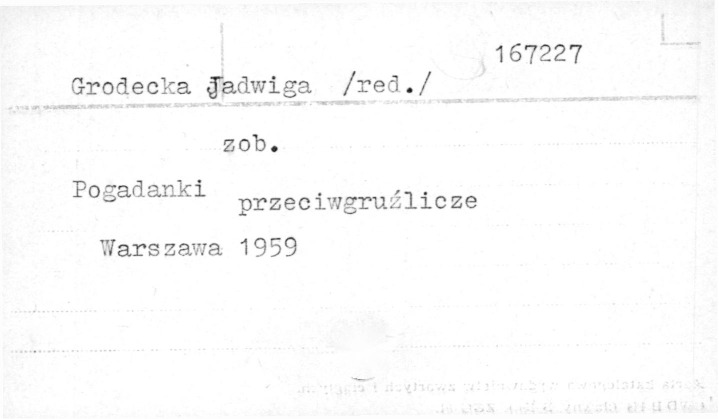 167227
Grodecka Jadwiga /red./
zob.
Pogadanki przeciwgruźlicze
Warszawa 1959